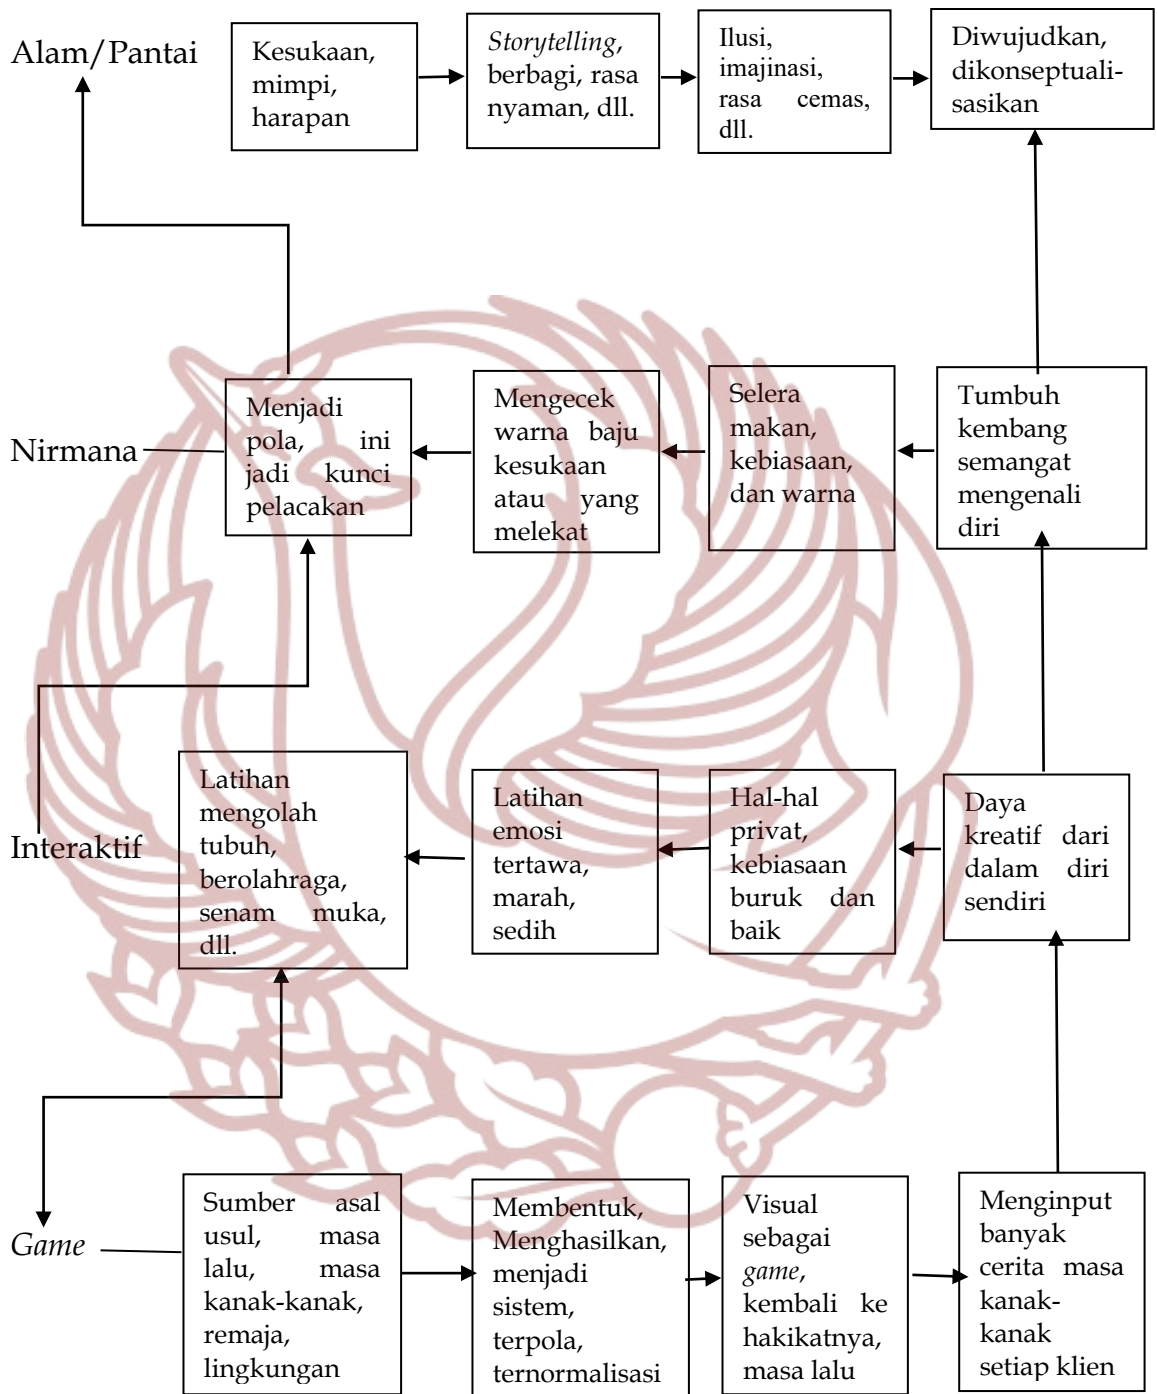 Alam/Pantai
Kesukaan,
mimpi,
harapan
Storytelling,
berbagi, rasa
nyaman, dll.
Ilusi,
imajinasi,
rasa cemas,
dll.
Diwujudkan,
dikonseptuali-
sasikan
Nirmana
Menjadi
pola, ini
jadi kunci
pelacakan
Mengecek
warna baju
kesukaan
atau yang
melekat
Selera
makan,
kebiasaan,
dan warna
Tumbuh
kembang
semangat
mengenali
diri
Interaktif
Latihan
mengolah
tubuh,
berolahraga,
senam muka,
dll.
Latihan
emosi
tertawa,
marah,
sedih
Hal-hal
privat,
kebiasaan
buruk dan
baik
Daya
kreatif dari
dalam diri
sendiri
Game
Sumber asal
usul, masa
lalu, masa
kanak-kanak,
remaja,
lingkungan
Membentuk,
Menghasilkan,
menjadi
sistem,
terpola,
ternormalisasi
Visual
sebagai
game,
kembali ke
hakikatnya,
masa lalu
Menginput
banyak
cerita masa
kanak-
kanak
setiap klien